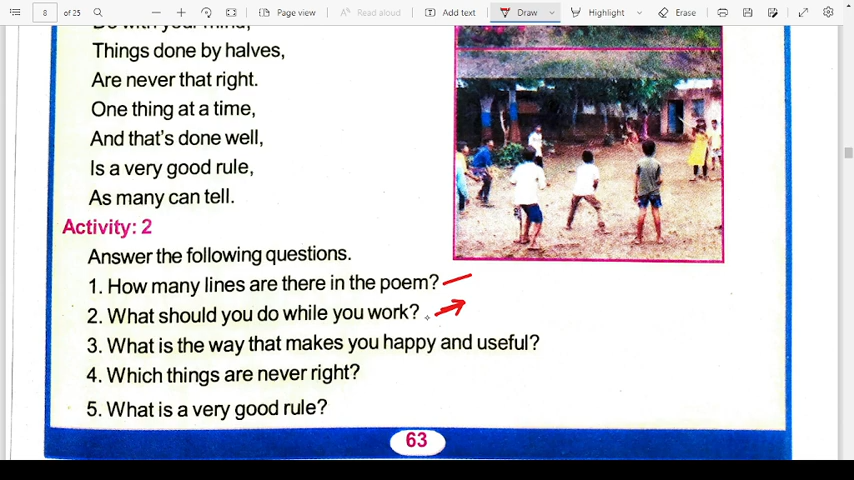 8 of 25
Page view
Read aloud
Add text
Draw
Highlight
Erase
Do with your mind,
Things done by halves,
Are never that right.
One thing at a time,
And that's done well,
Is a very good rule,
As many can tell.
Activity: 2
Answer the following questions.
1. How many lines are there in the poem?
2. What should you do while you work?
3. What is the way that makes you happy and useful?
4. Which things are never right?
5. What is a very good rule?
63